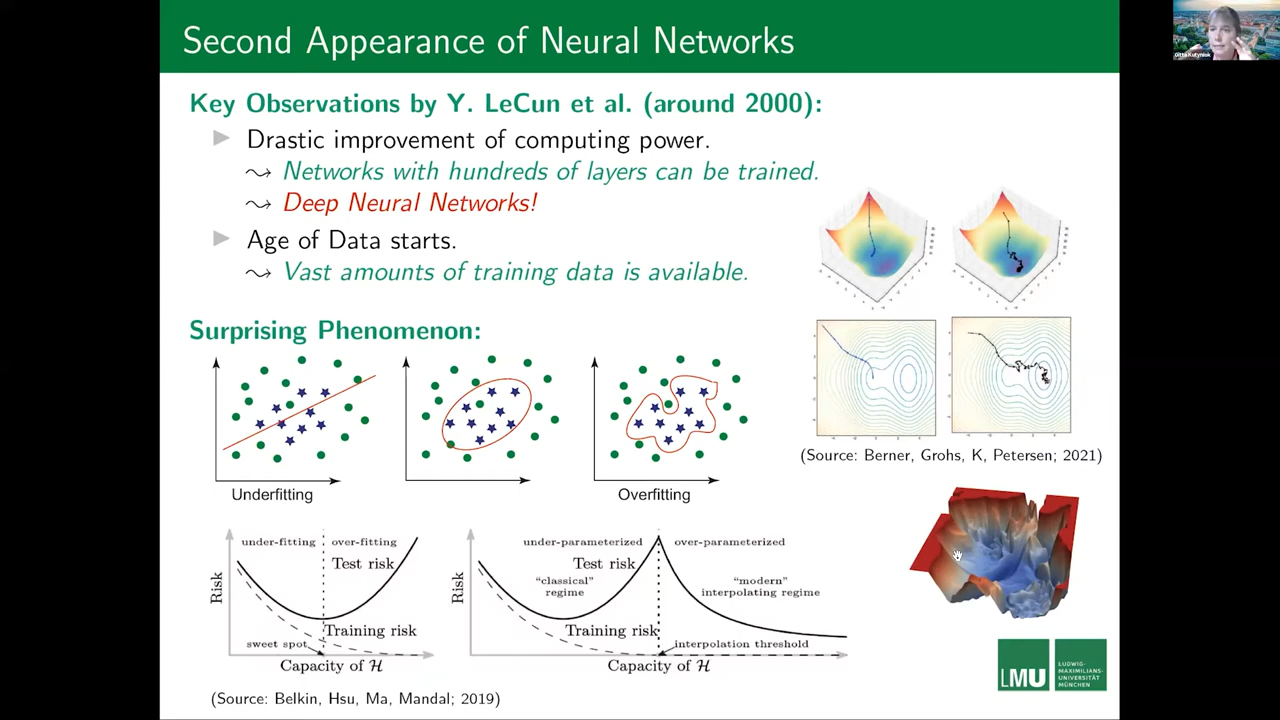 Second Appearance of Neural Networks
Gitta Kutyniok
Key Observations by Y. LeCun et al. (around 2000):
Drastic improvement of computing power.
⤳ Networks with hundreds of layers can be trained.
⤳ Deep Neural Networks!
Age of Data starts.
⤳ Vast amounts of training data is available.
Surprising Phenomenon:
Underfitting
Overfitting
(Source: Berner, Grohs, K, Petersen; 2021)
under-fitting
over-fitting
Test risk
Risk
Training risk
sweet spot
Capacity of ℋ
under-parameterized
over-parameterized
Test risk
"classical"
regime
"modern"
interpolating regime
Risk
Training risk
interpolation threshold
Capacity of ℋ
(Source: Belkin, Hsu, Ma, Mandal; 2019)
LMU
LUDWIG-
MAXIMILIANS-
UNIVERSITÄT
MÜNCHEN